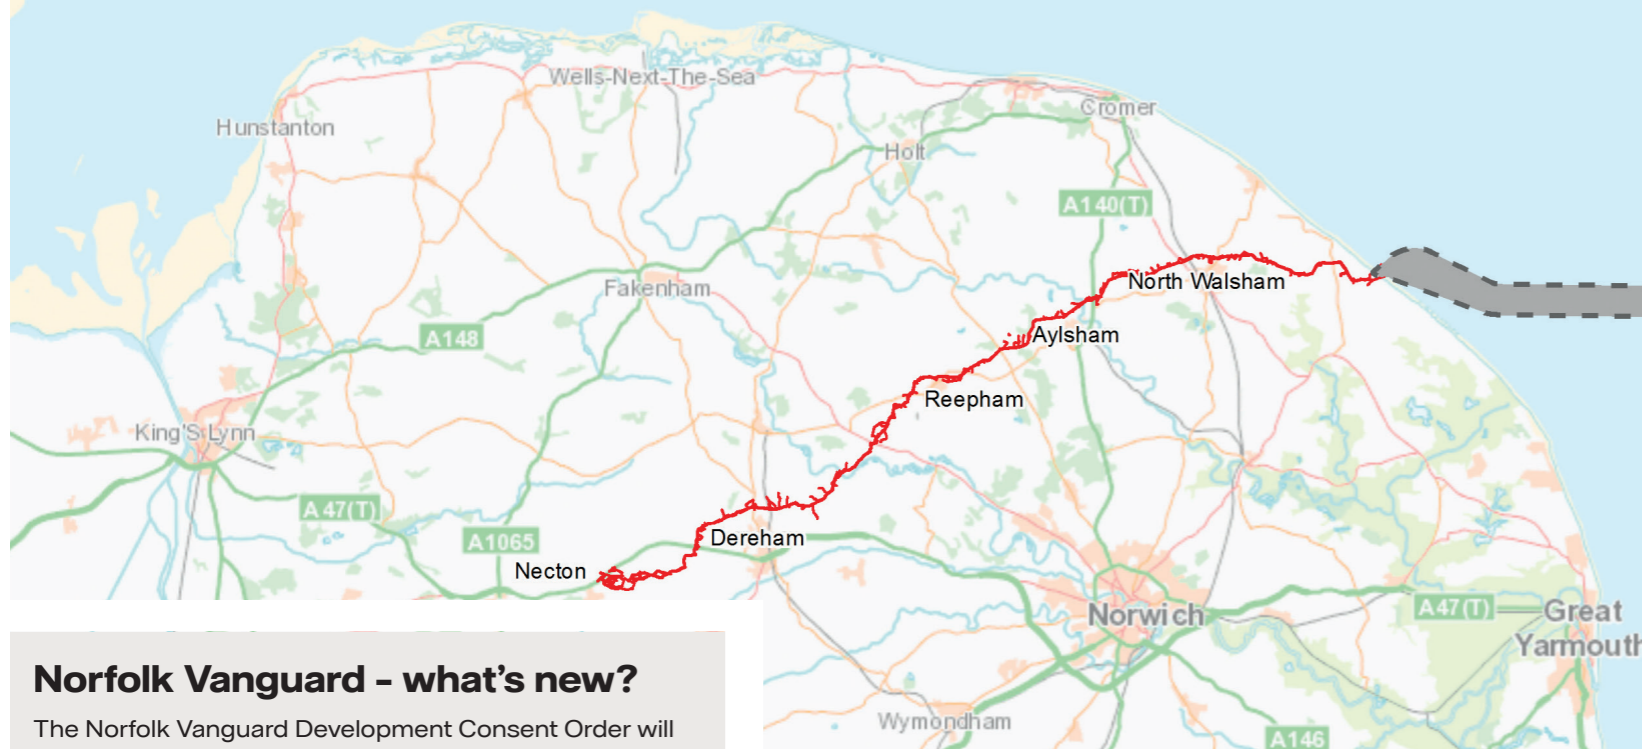 Wells-Next-The-Sea
Cromer
Hunstanton
Holt
A140(T)
North Walsham
Fakenham
A148
Aylsham
Reepham
King'S Lynn
A 47(T)
A1065
Dereham
Necton
Norwich
A47(T)
Great
Yarmouth
Wymondham
A146
Norfolk Vanguard – what's new?
The Norfolk Vanguard Development Consent Order will